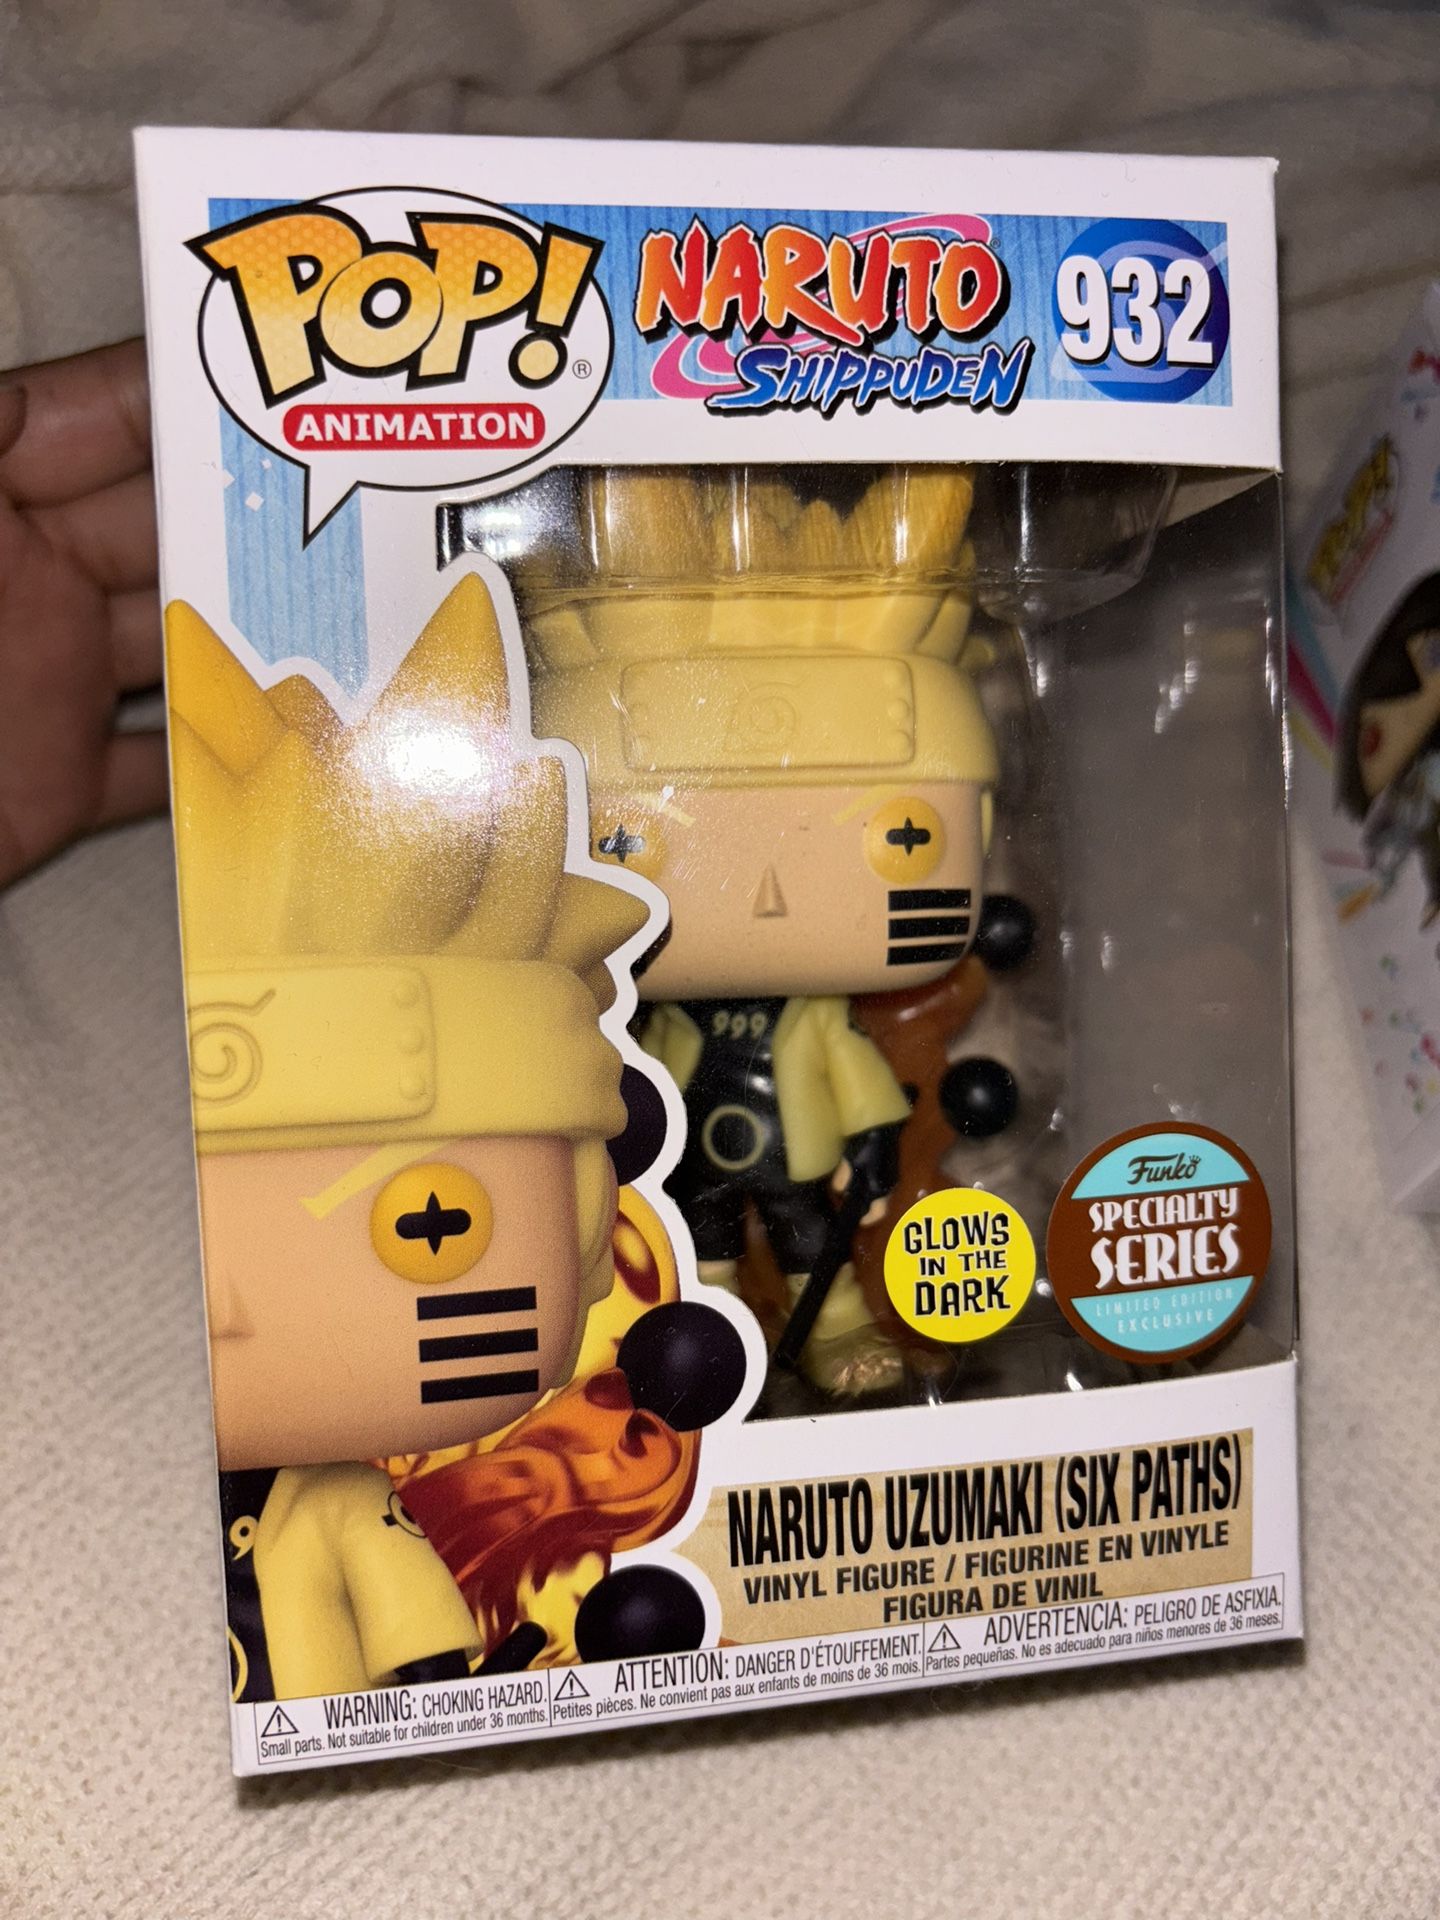 POP!®
ANIMATION
NARUTO®
SHIPPUDEN
932
999
GLOWS
IN THE
DARK
Funko
SPECIALTY
SERIES
LIMITED EDITION
EXCLUSIVE
9
NARUTO UZUMAKI (SIX PATHS)
VINYL FIGURE / FIGURINE EN VINYLE
FIGURA DE VINIL
WARNING: CHOKING HAZARD.
Small parts. Not suitable for children under 36 months.
ATTENTION: DANGER D'ÉTOUFFEMENT.
Petites pièces. Ne convient pas aux enfants de moins de 36 mois.
ADVERTENCIA: PELIGRO DE ASFIXIA.
Partes pequeñas. No es adecuado para niños menores de 36 meses.